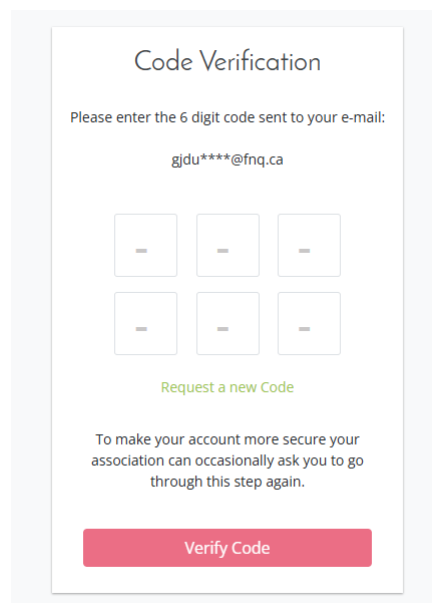 Code Verification
Please enter the 6 digit code sent to your e-mail:
gjdu****@fnq.ca
– – –
– – –
Request a new Code
To make your account more secure your
association can occasionally ask you to go
through this step again.
Verify Code